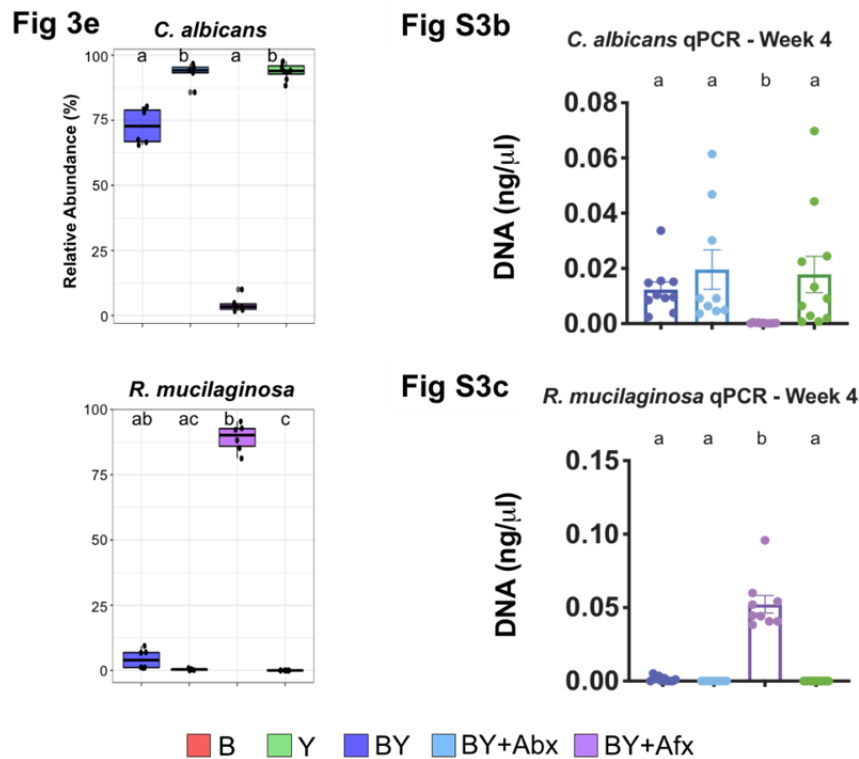 Fig 3e
C. albicans
Relative Abundance (%)
100
75
50
25
0
a b a b
Fig S3b
C. albicans qPCR - Week 4
a a b a
DNA (ng/µl)
0.08
0.06
0.04
0.02
0.00
R. mucilaginosa
100
75
50
25
0
ab ac b c
Fig S3c
R. mucilaginosa qPCR - Week 4
a a b a
DNA (ng/µl)
0.15
0.10
0.05
0.00
B Y BY BY+Abx BY+Afx